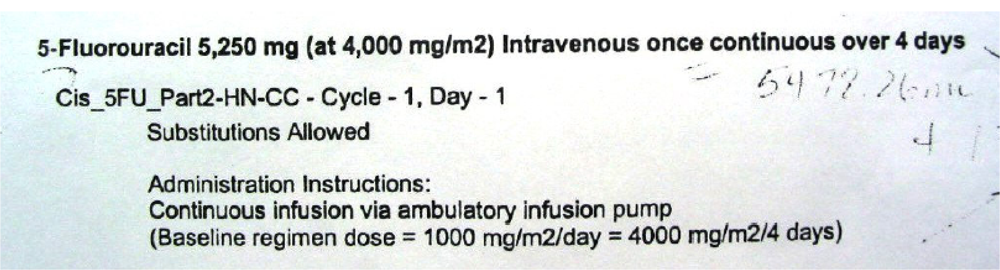 5-Fluorouracil 5,250 mg (at 4,000 mg/m2) Intravenous once continuous over 4 days
Cis_5FU_Part2-HN-CC - Cycle - 1, Day - 1
Substitutions Allowed
Administration Instructions:
Continuous infusion via ambulatory infusion pump
(Baseline regimen dose = 1000 mg/m2/day = 4000 mg/m2/4 days)